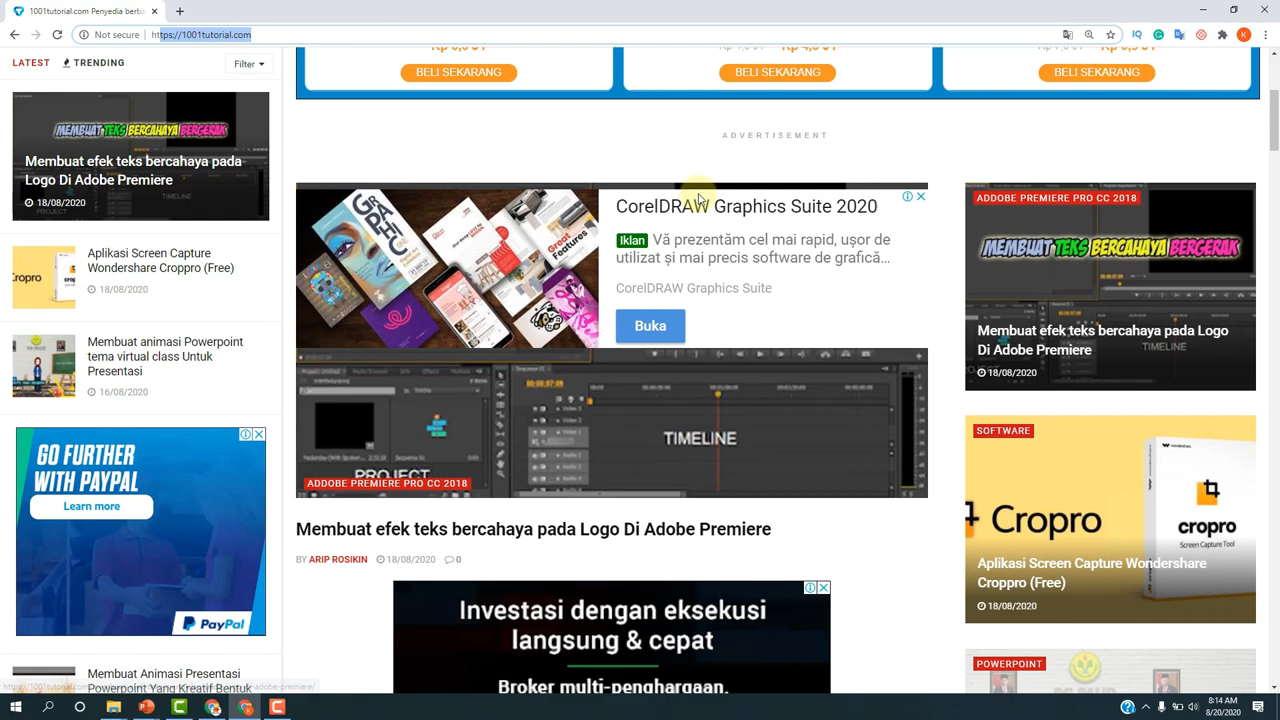 1001 Tutorial.com Penyedia berba
Not secure
https://1001tutorial.com
LATEST
TRENDING
Filter
MEMBUAT TEKS BERCAHAYA BERGERAK
Membuat efek teks bercahaya pada
Logo Di Adobe Premiere
18/08/2020
TIMELINE
PROJECT
Aplikasi Screen Capture
Wondershare Croppro (Free)
18/08/2020
Membuat animasi Powerpoint
tema virtual class Untuk
Presentasi
16/08/2020
GO FURTHER
WITH PAYPAL
Learn more
PayPal
Membuat Animasi Presentasi
Powerpoint Yang Kreatif Bentuk
BELI SEKARANG
BELI SEKARANG
BELI SEKARANG
ADVERTISEMENT
CorelDRAW Graphics Suite 2020
Iklan Vă prezentăm cel mai rapid, ușor de
utilizat și mai precis software de grafică...
CorelDRAW Graphics Suite
Buka
TIMELINE
PROJECT
ADDOBE PREMIERE PRO CC 2018
Membuat efek teks bercahaya pada Logo Di Adobe Premiere
BY ARIP ROSIKIN 18/08/2020 0
Investasi dengan eksekusi
langsung & cepat
Broker multi-penghargaan.
ADDOBE PREMIERE PRO CC 2018
MEMBUAT TEKS BERCAHAYA BERGERAK
Membuat efek teks bercahaya pada Logo
Di Adobe Premiere
TIMELINE
18/08/2020
SOFTWARE
wondershare
Cropro
cropro
Screen Capture Tool
Aplikasi Screen Capture Wondershare
Croppro (Free)
18/08/2020
POWERPOINT
8:14 AM
8/20/2020